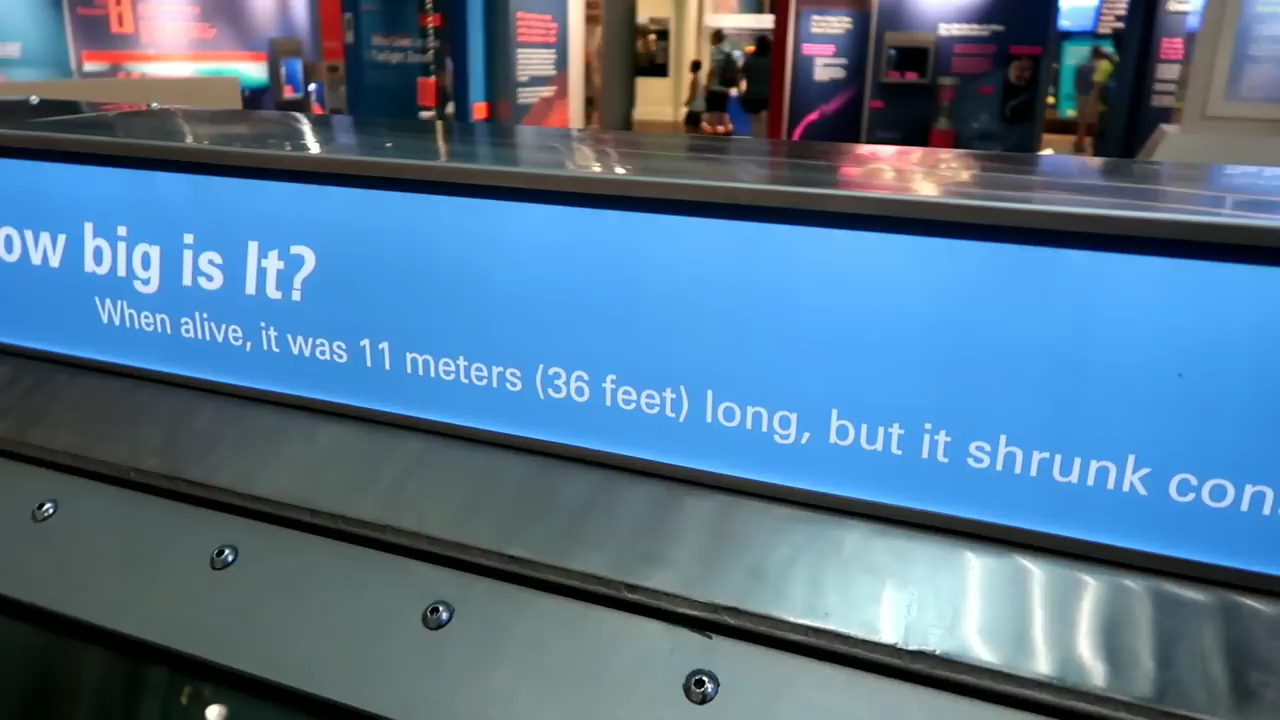 ow big is It?
When alive, it was 11 meters (36 feet) long, but it shrunk con